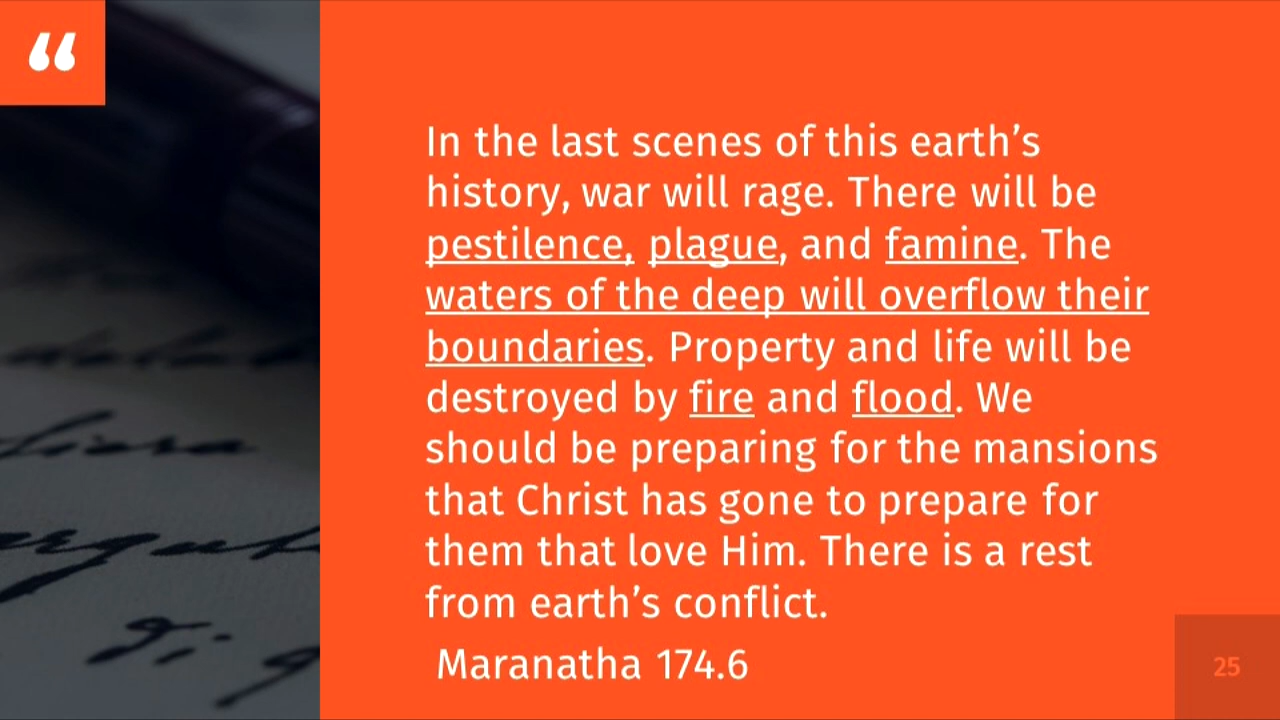 “
In the last scenes of this earth’s
history, war will rage. There will be
pestilence, plague, and famine. The
waters of the deep will overflow their
boundaries. Property and life will be
destroyed by fire and flood. We
should be preparing for the mansions
that Christ has gone to prepare for
them that love Him. There is a rest
from earth’s conflict.
Maranatha 174.6
25